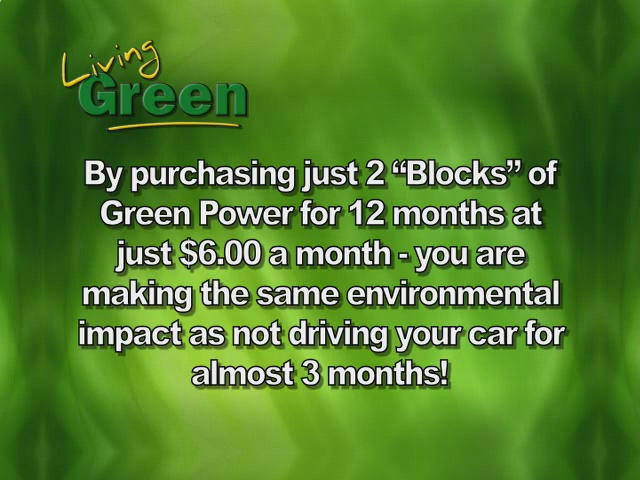 Living
Green
By purchasing just 2 “Blocks” of
Green Power for 12 months at
just $6.00 a month - you are
making the same environmental
impact as not driving your car for
almost 3 months!